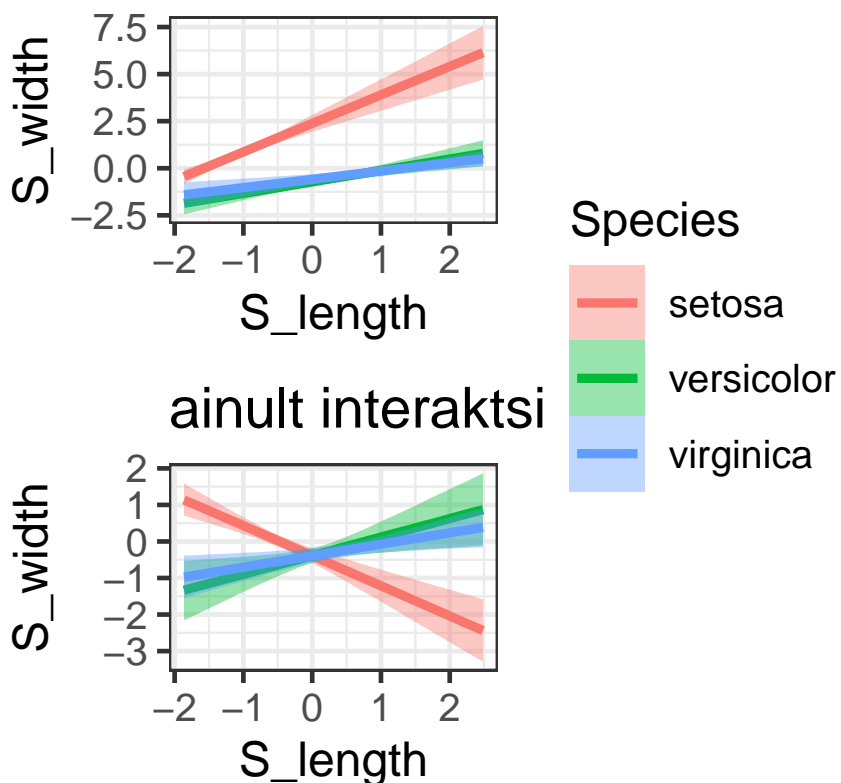 S_width
7.5
5.0
2.5
0.0
−2.5
−2 −1 0 1 2
S_length
Species
setosa
versicolor
virginica
ainult interaktsi
S_width
2
1
0
−1
−2
−3
−2 −1 0 1 2
S_length